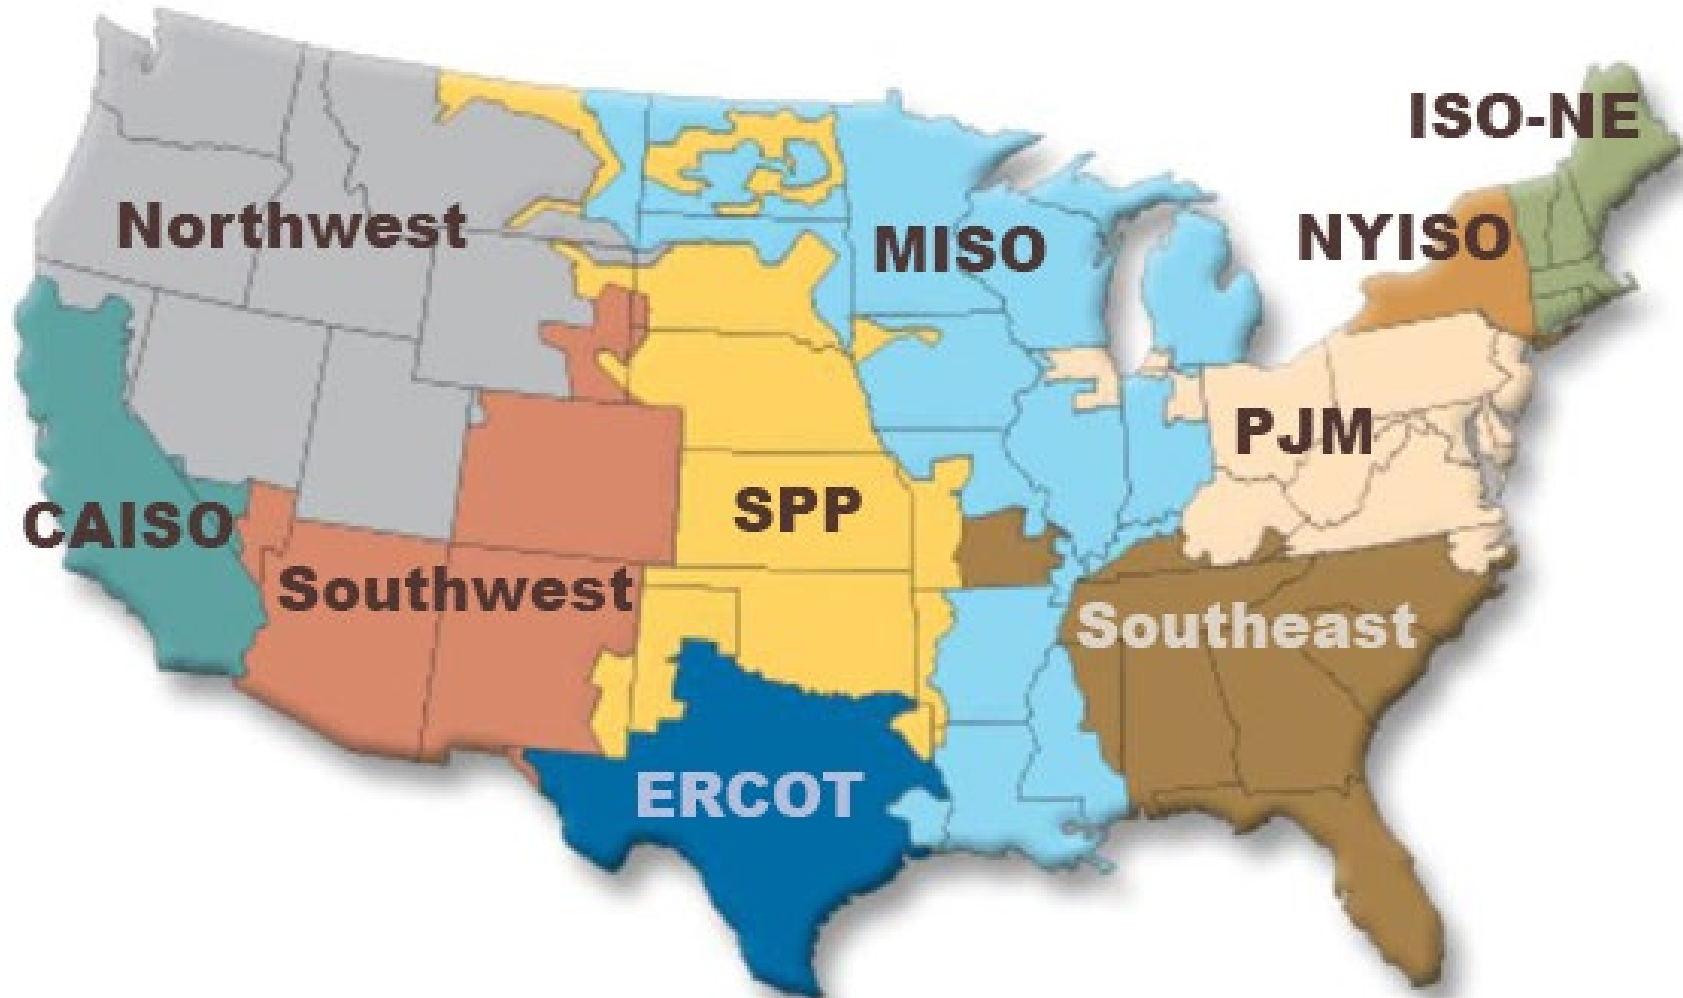 ISO-NE
Northwest
MISO
NYISO
PJM
CAISO
SPP
Southwest
Southeast
ERCOT